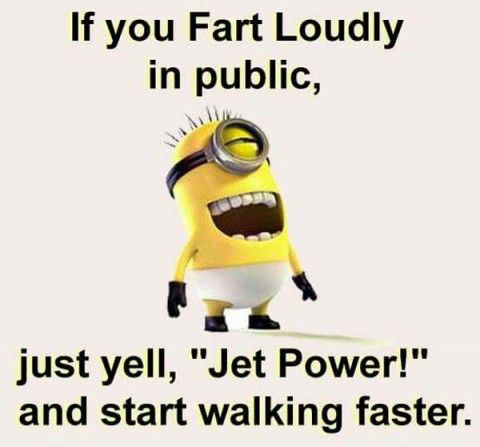 If you Fart Loudly
in public,
just yell, "Jet Power!"
and start walking faster.